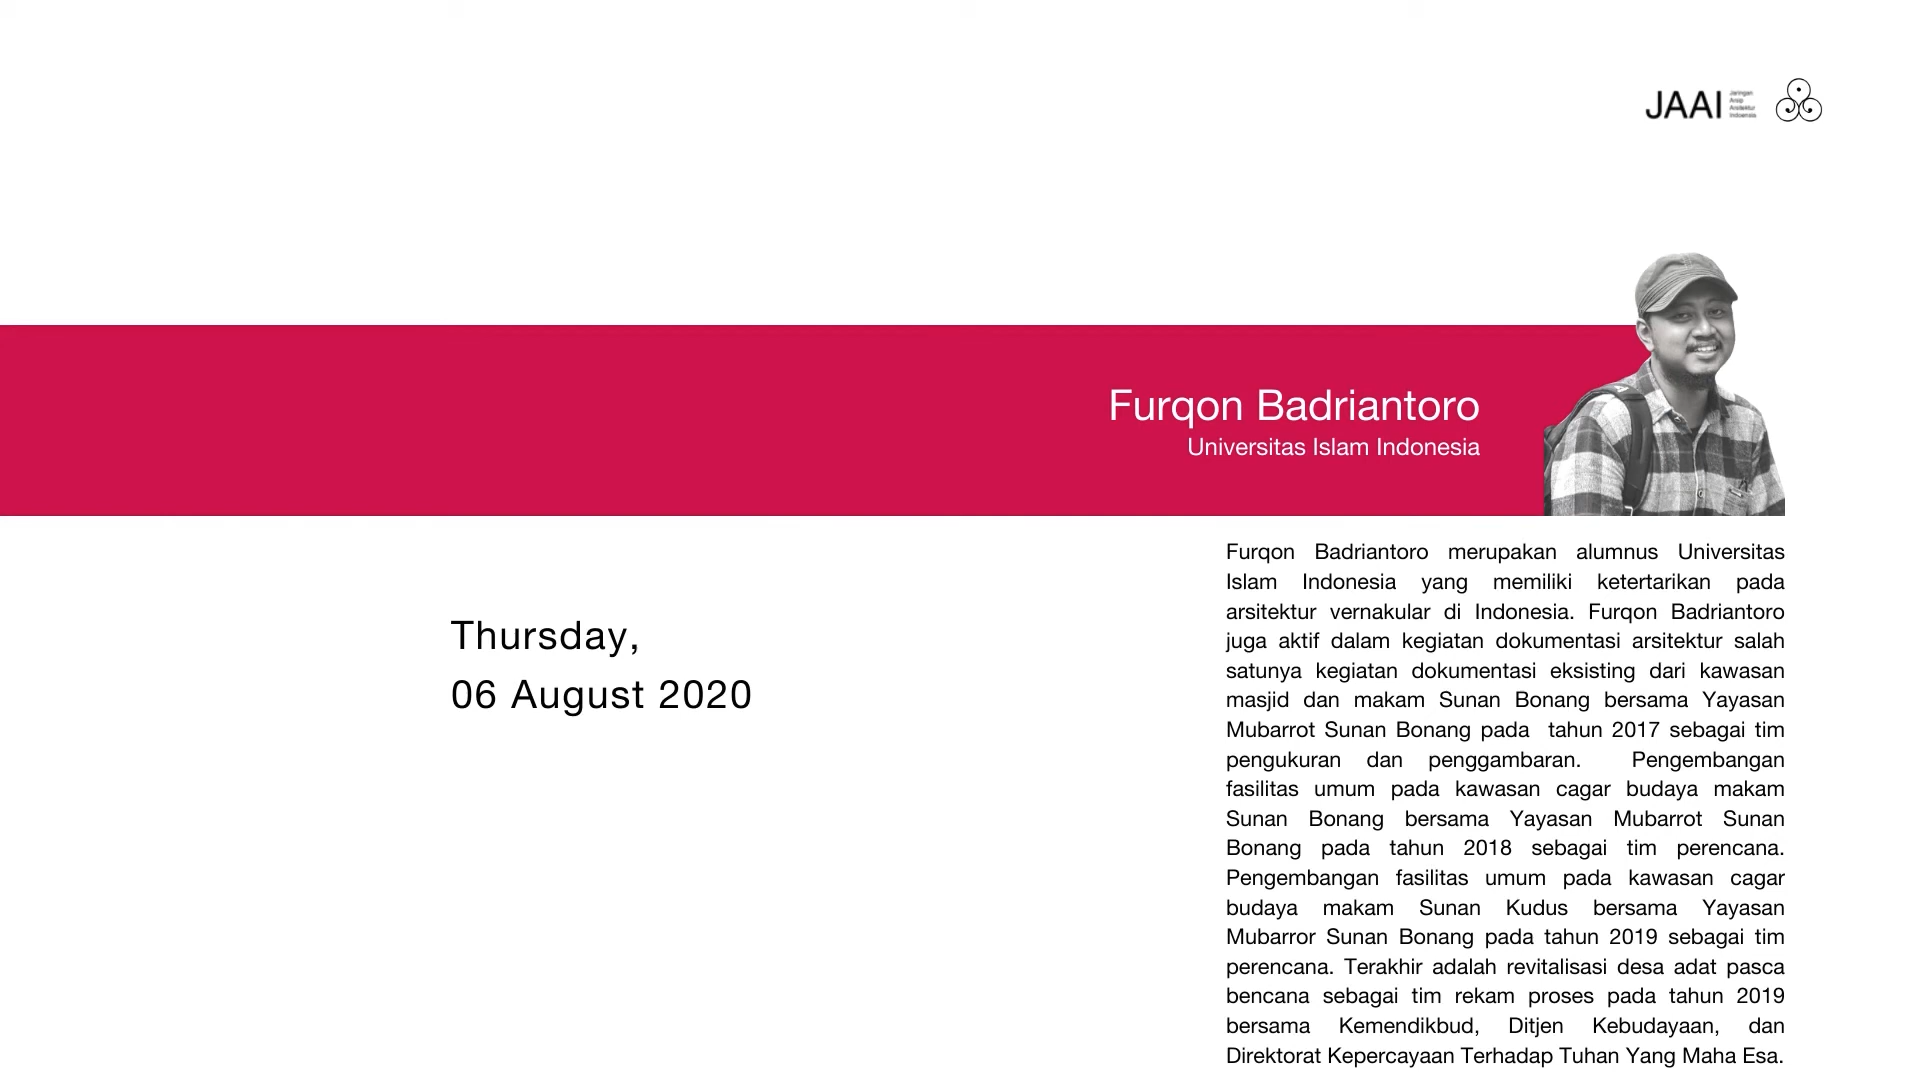 JAAI
Jaringan
Arsip
Arsitektur
Indonesia
Furqon Badriantoro
Universitas Islam Indonesia
Thursday,
06 August 2020
Furqon Badriantoro merupakan alumnus Universitas
Islam Indonesia yang memiliki ketertarikan pada
arsitektur vernakular di Indonesia. Furqon Badriantoro
juga aktif dalam kegiatan dokumentasi arsitektur salah
satunya kegiatan dokumentasi eksisting dari kawasan
masjid dan makam Sunan Bonang bersama Yayasan
Mubarrot Sunan Bonang pada tahun 2017 sebagai tim
pengukuran dan penggambaran. Pengembangan
fasilitas umum pada kawasan cagar budaya makam
Sunan Bonang bersama Yayasan Mubarrot Sunan
Bonang pada tahun 2018 sebagai tim perencana.
Pengembangan fasilitas umum pada kawasan cagar
budaya makam Sunan Kudus bersama Yayasan
Mubarror Sunan Bonang pada tahun 2019 sebagai tim
perencana. Terakhir adalah revitalisasi desa adat pasca
bencana sebagai tim rekam proses pada tahun 2019
bersama Kemendikbud, Ditjen Kebudayaan, dan
Direktorat Kepercayaan Terhadap Tuhan Yang Maha Esa.